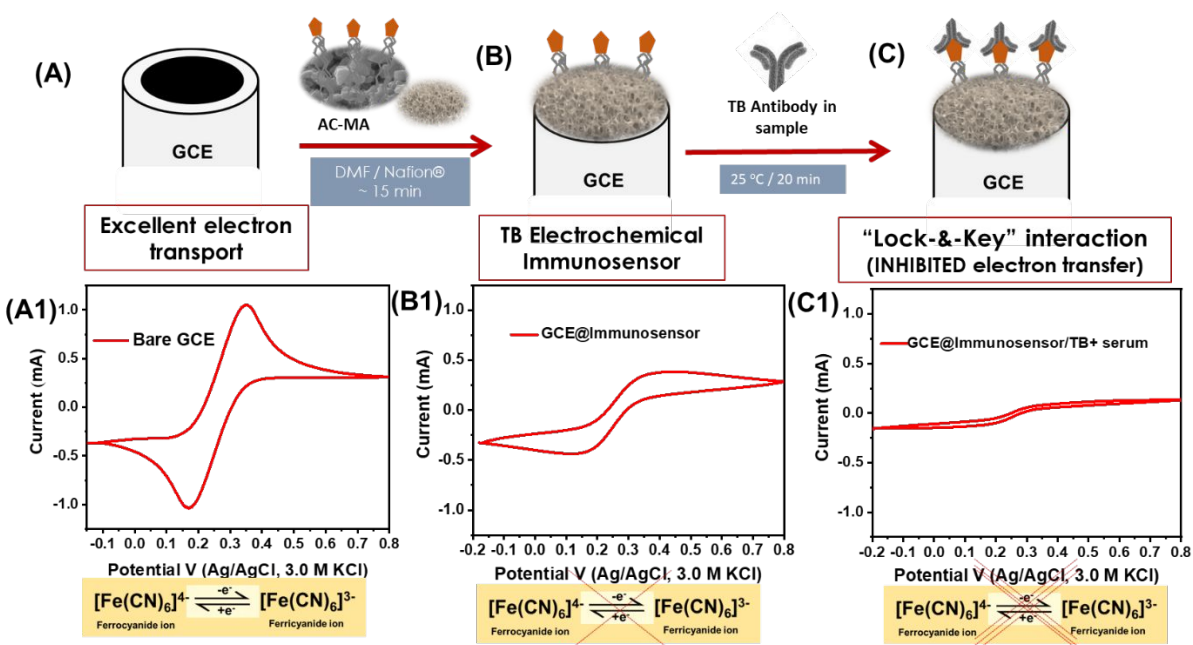 (A)
GCE
AC-MA
DMF / Nafion®
~ 15 min
(B)
GCE
TB Antibody in
sample
25 ºC / 20 min
(C)
GCE
Excellent electron
transport
TB Electrochemical
Immunosensor
“Lock-&-Key” interaction
(INHIBITED electron transfer)
(A1)
Bare GCE
Current (mA)
1.0
0.5
0.0
-0.5
-1.0
-0.1 0.0 0.1 0.2 0.3 0.4 0.5 0.6 0.7 0.8
Potential V (Ag/AgCl, 3.0 M KCl)
[Fe(CN)6]4- -e- +e- [Fe(CN)6]3-
Ferrocyanide ion Ferricyanide ion
(B1)
GCE@Immunosensor
Current (mA)
1.0
0.5
0.0
-0.5
-1.0
-0.2 -0.1 0.0 0.1 0.2 0.3 0.4 0.5 0.6 0.7 0.8
Potential V (Ag/AgCl, 3.0 M KCl)
[Fe(CN)6]4- -e- +e- [Fe(CN)6]3-
Ferrocyanide ion Ferricyanide ion
(C1)
GCE@Immunosensor/TB+ serum
Current (mA)
1.0
0.5
0.0
-0.5
-1.0
-0.2 -0.1 0.0 0.1 0.2 0.3 0.4 0.5 0.6 0.7 0.8
Potential V (Ag/AgCl, 3.0 M KCl)
[Fe(CN)6]4- -e- +e- [Fe(CN)6]3-
Ferrocyanide ion Ferricyanide ion